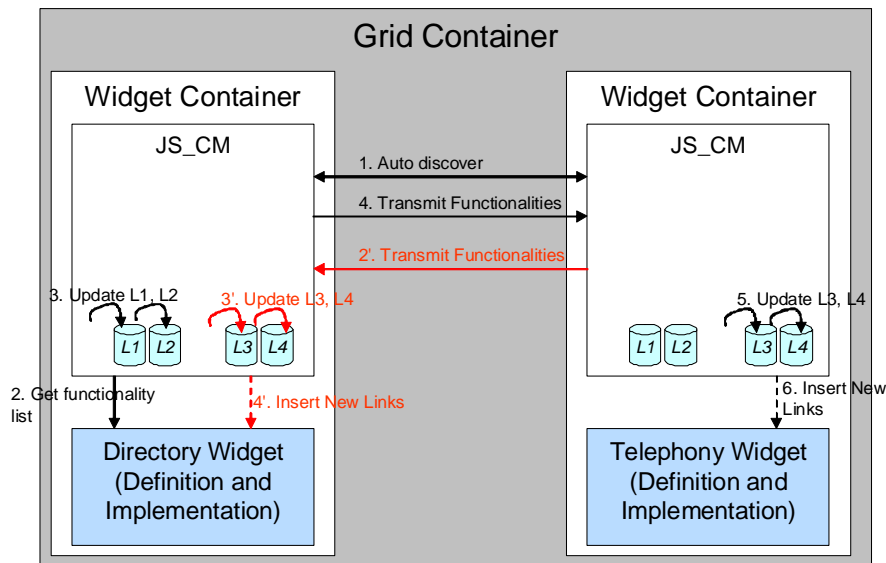 Grid Container
Widget Container
Widget Container
JS_CM
JS_CM
1. Auto discover
4. Transmit Functionalities
2'. Transmit Functionalities
3. Update L1, L2
3'. Update L3, L4
5. Update L3, L4
L1
L2
L3
L4
L1
L2
L3
L4
2. Get functionality
list
4'. Insert New Links
6. Insert New
Links
Directory Widget
(Definition and
Implementation)
Telephony Widget
(Definition and
Implementation)